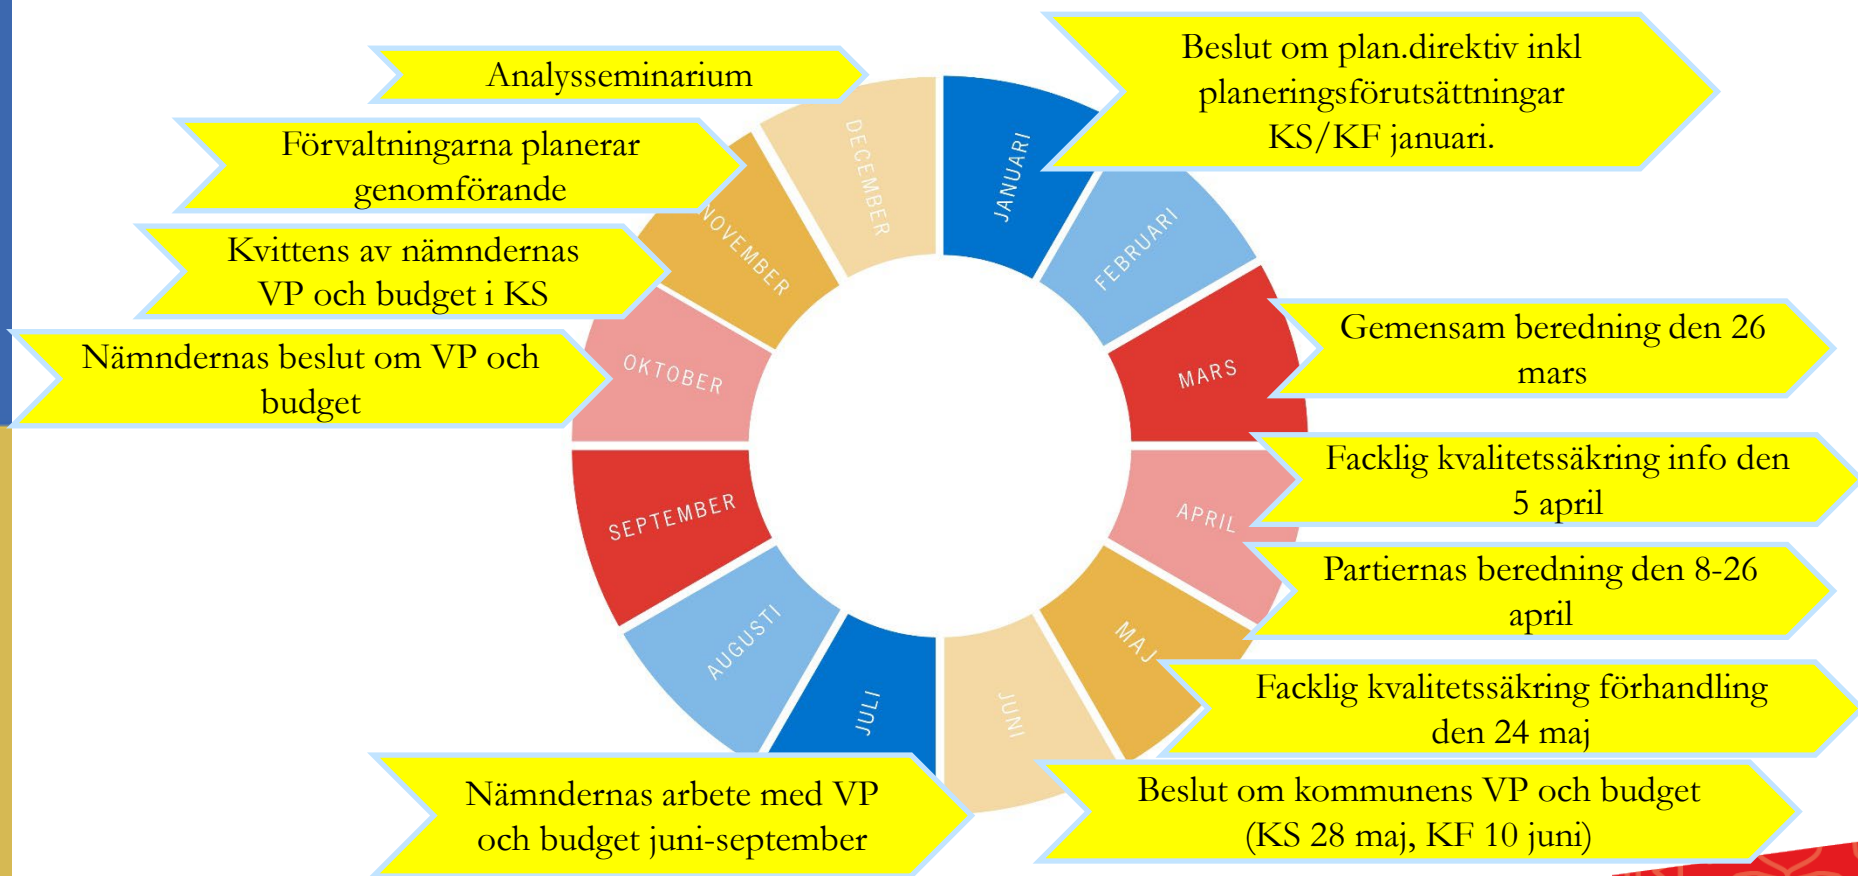 Analysseminarium
Förvaltningarna planerar
genomförande
Kvittens av nämndernas
VP och budget i KS
Nämndernas beslut om VP och
budget
Nämndernas arbete med VP
och budget juni-september
Beslut om plan.direktiv inkl
planeringsförutsättningar
KS/KF januari.
Gemensam beredning den 26
mars
Facklig kvalitetssäkring info den
5 april
Partiernas beredning den 8-26
april
Facklig kvalitetssäkring förhandling
den 24 maj
Beslut om kommunens VP och budget
(KS 28 maj, KF 10 juni)
JANUARI
FEBRUARI
MARS
APRIL
MAJ
JUNI
JULI
AUGUSTI
SEPTEMBER
OKTOBER
NOVEMBER
DECEMBER